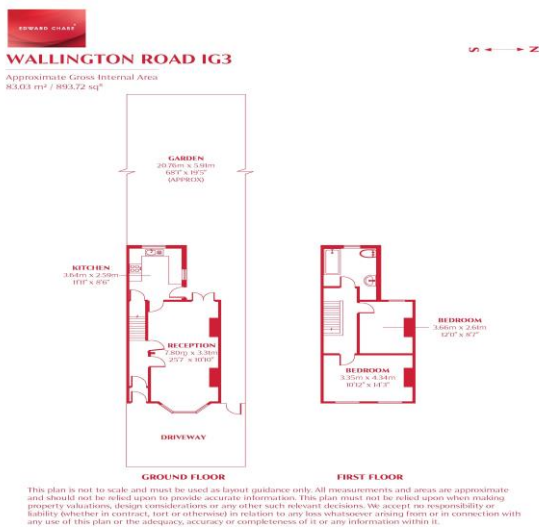 EDWARD CHASE
WALLINGTON ROAD IG3
Approximate Gross Internal Area
83.03 m² / 893.72 sqft
S N
GARDEN
20.76m x 5.91m
68'1" x 19'5"
(APPROX)
KITCHEN
3.64m x 2.59m
11'11" x 8'6"
RECEPTION
7.80rg x 3.31m
25'7" x 10'10"
DRIVEWAY
BEDROOM
3.66m x 2.61m
12'0" x 8'7"
BEDROOM
3.35m x 4.34m
10'12" x 14'3"
GROUND FLOOR
FIRST FLOOR
This plan is not to scale and must be used as layout guidance only. All measurements and areas are approximate
and should not be relied upon to provide accurate information. This plan must not be relied upon when making
property valuations, design considerations or any other such relevant decisions. We accept no responsibility or
liability (whether in contract, tort or otherwise) in relation to any loss whatsoever arising from or in connection with
any use of this plan or the adequacy, accuracy or completeness of it or any information within it.